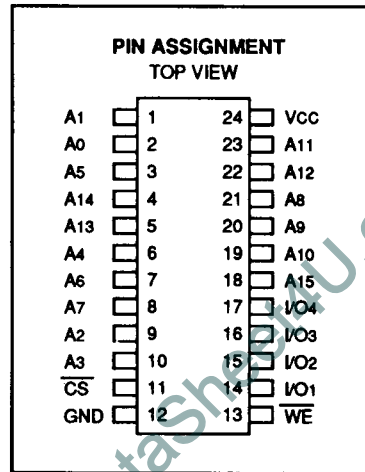 PIN ASSIGNMENT
TOP VIEW
A1 1 24 VCC
A0 2 23 A11
A5 3 22 A12
A14 4 21 A8
A13 5 20 A9
A4 6 19 A10
A6 7 18 A15
A7 8 17 I/O4
A2 9 16 I/O3
A3 10 15 I/O2
C̅S̅ 11 14 I/O1
GND 12 13 W̅E̅
taSheet4U.